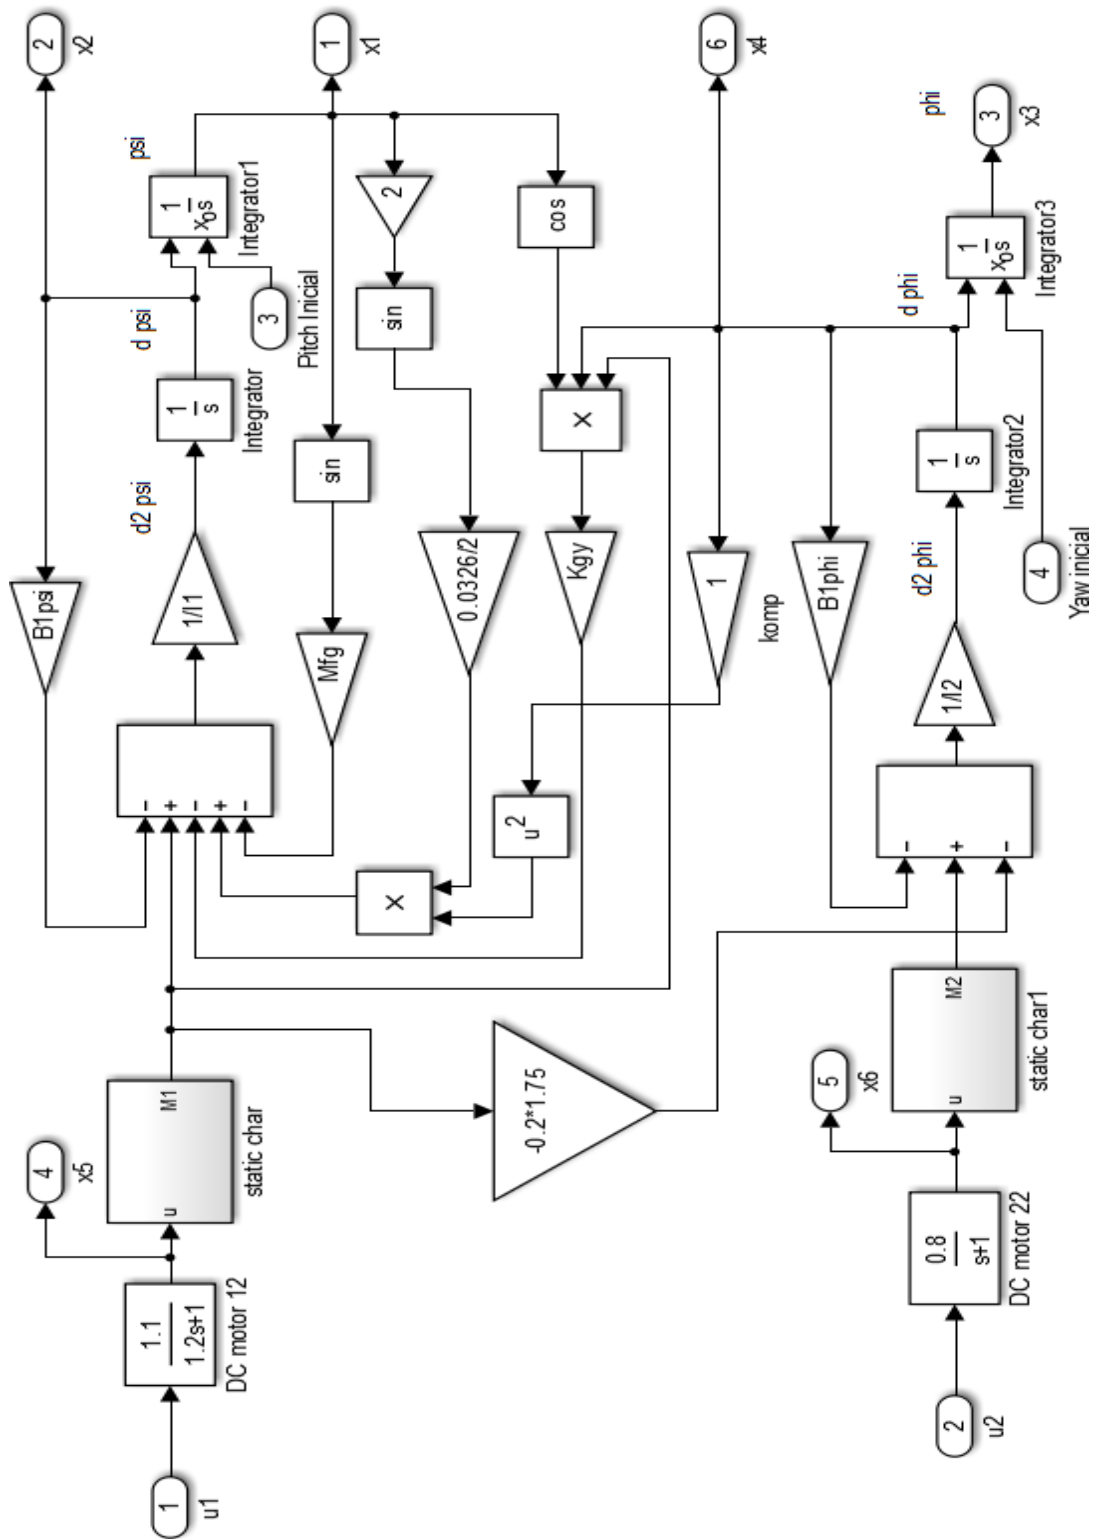 1
u1
1.1
1.2s+1
DC motor 12
4
x5
u
M1
static char
B1psi
-
+
-
+
-
1/I1
d2 psi
1
s
Integrator
d psi
3
Pitch Inicial
1
x₀s
Integrator1
psi
2
x2
1
x1
2
sin
0.0326/2
X
sin
Mfg
cos
X
Kgy
6
x4
1
komp
u²
-0.2*1.75
2
u2
0.8
s+1
DC motor 22
5
x6
u
M2
static char1
B1phi
-
+
-
1/I2
d2 phi
1
s
Integrator2
d phi
4
Yaw inicial
1
x₀s
Integrator3
phi
3
x3